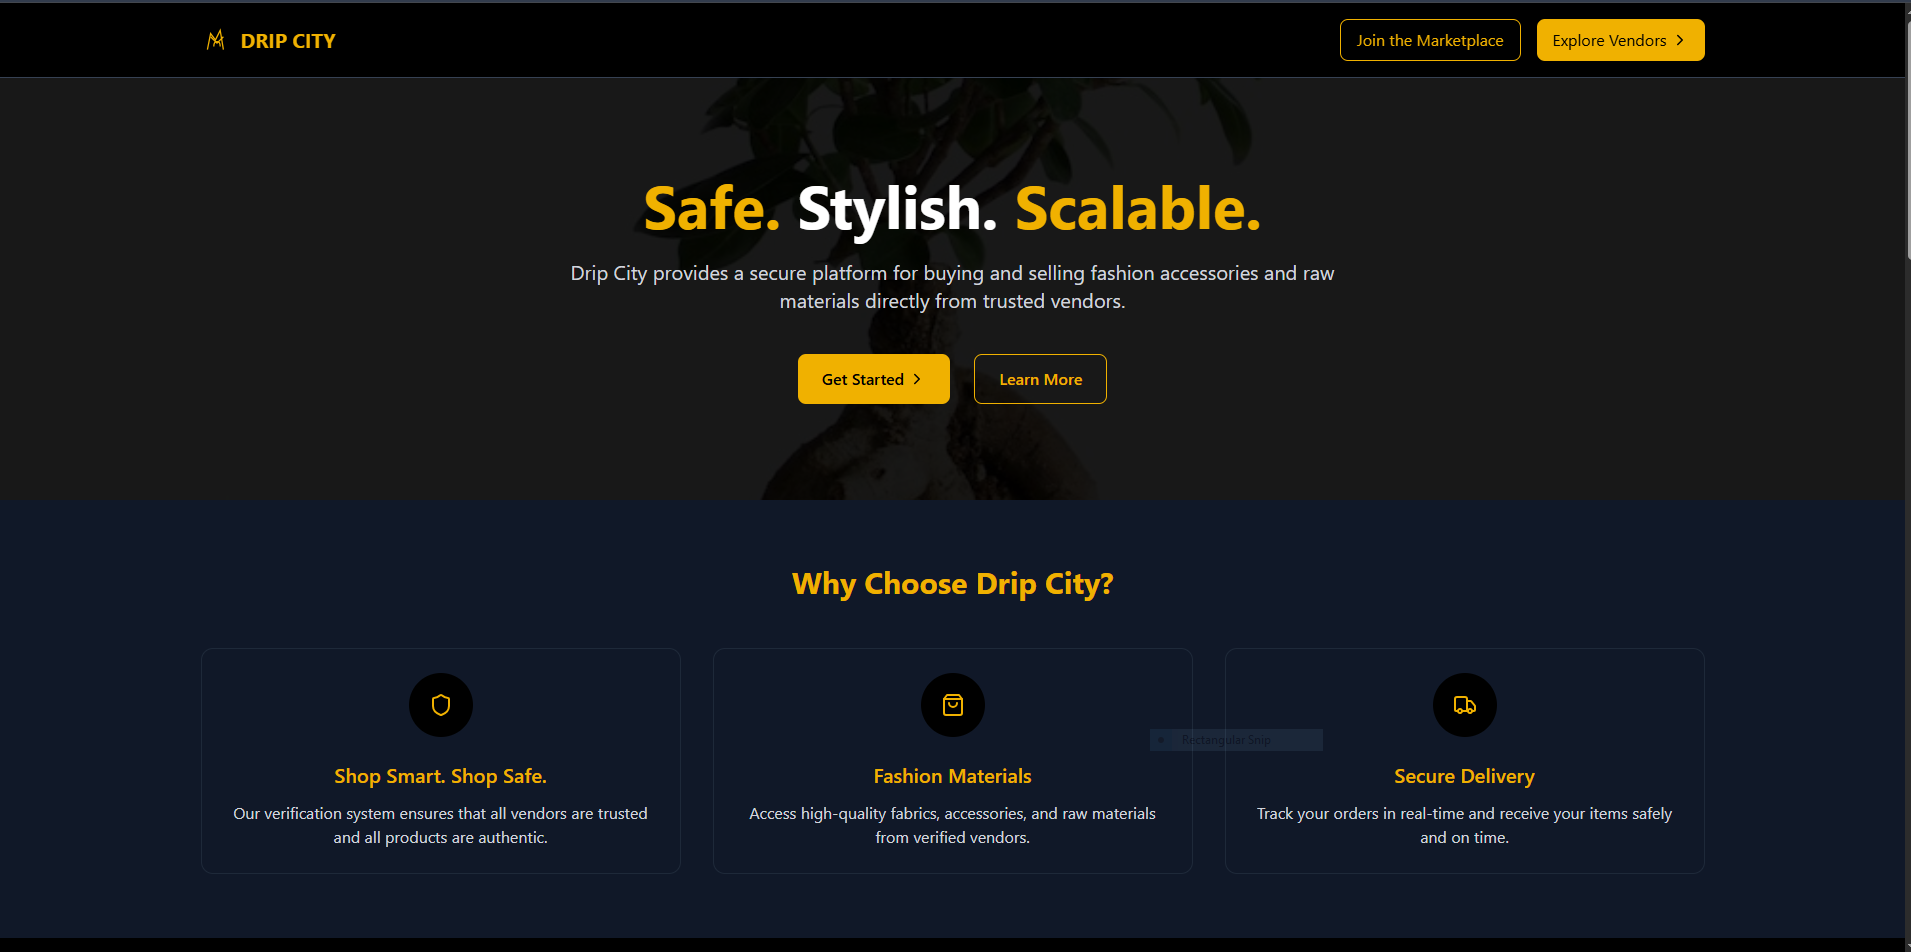 DRIP CITY
Join the Marketplace
Explore Vendors
Safe. Stylish. Scalable.
Drip City provides a secure platform for buying and selling fashion accessories and raw
materials directly from trusted vendors.
Get Started
Learn More
Why Choose Drip City?
Shop Smart. Shop Safe.
Our verification system ensures that all vendors are trusted
and all products are authentic.
Fashion Materials
Access high-quality fabrics, accessories, and raw materials
from verified vendors.
Rectangular Snip
Secure Delivery
Track your orders in real-time and receive your items safely
and on time.